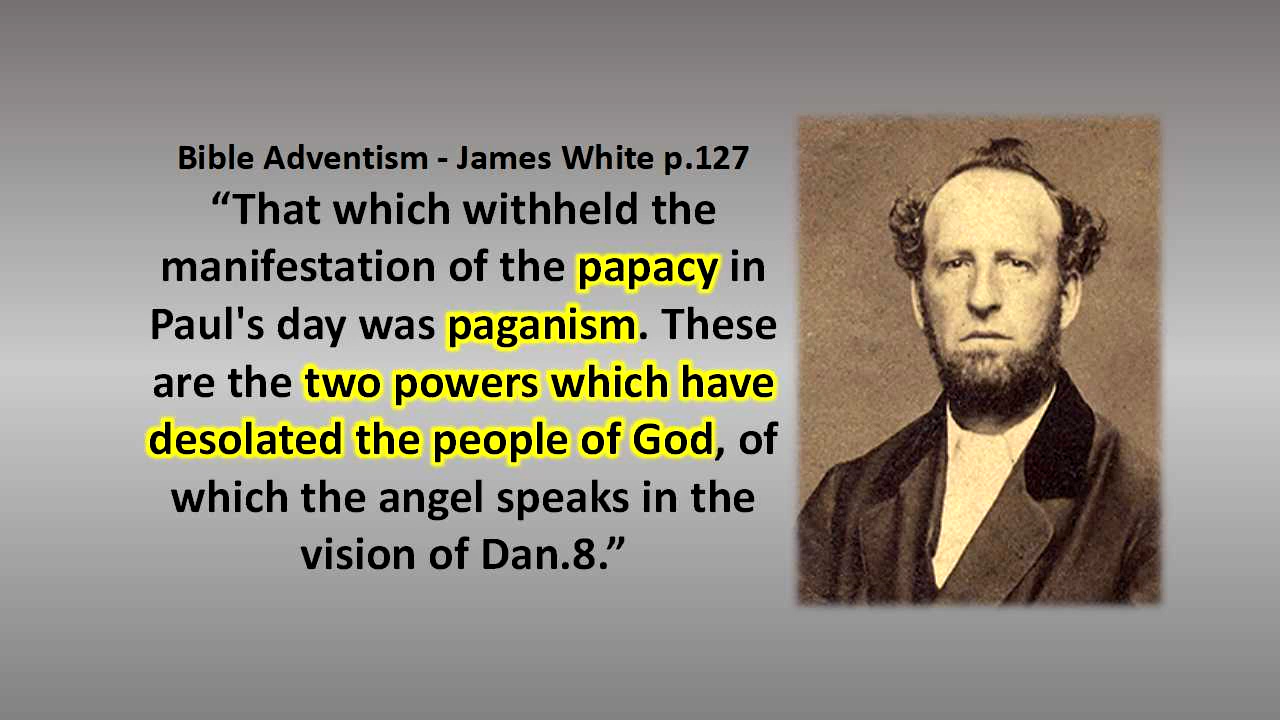 Bible Adventism - James White p.127
“That which withheld the
manifestation of the papacy in
Paul's day was paganism. These
are the two powers which have
desolated the people of God, of
which the angel speaks in the
vision of Dan.8.”